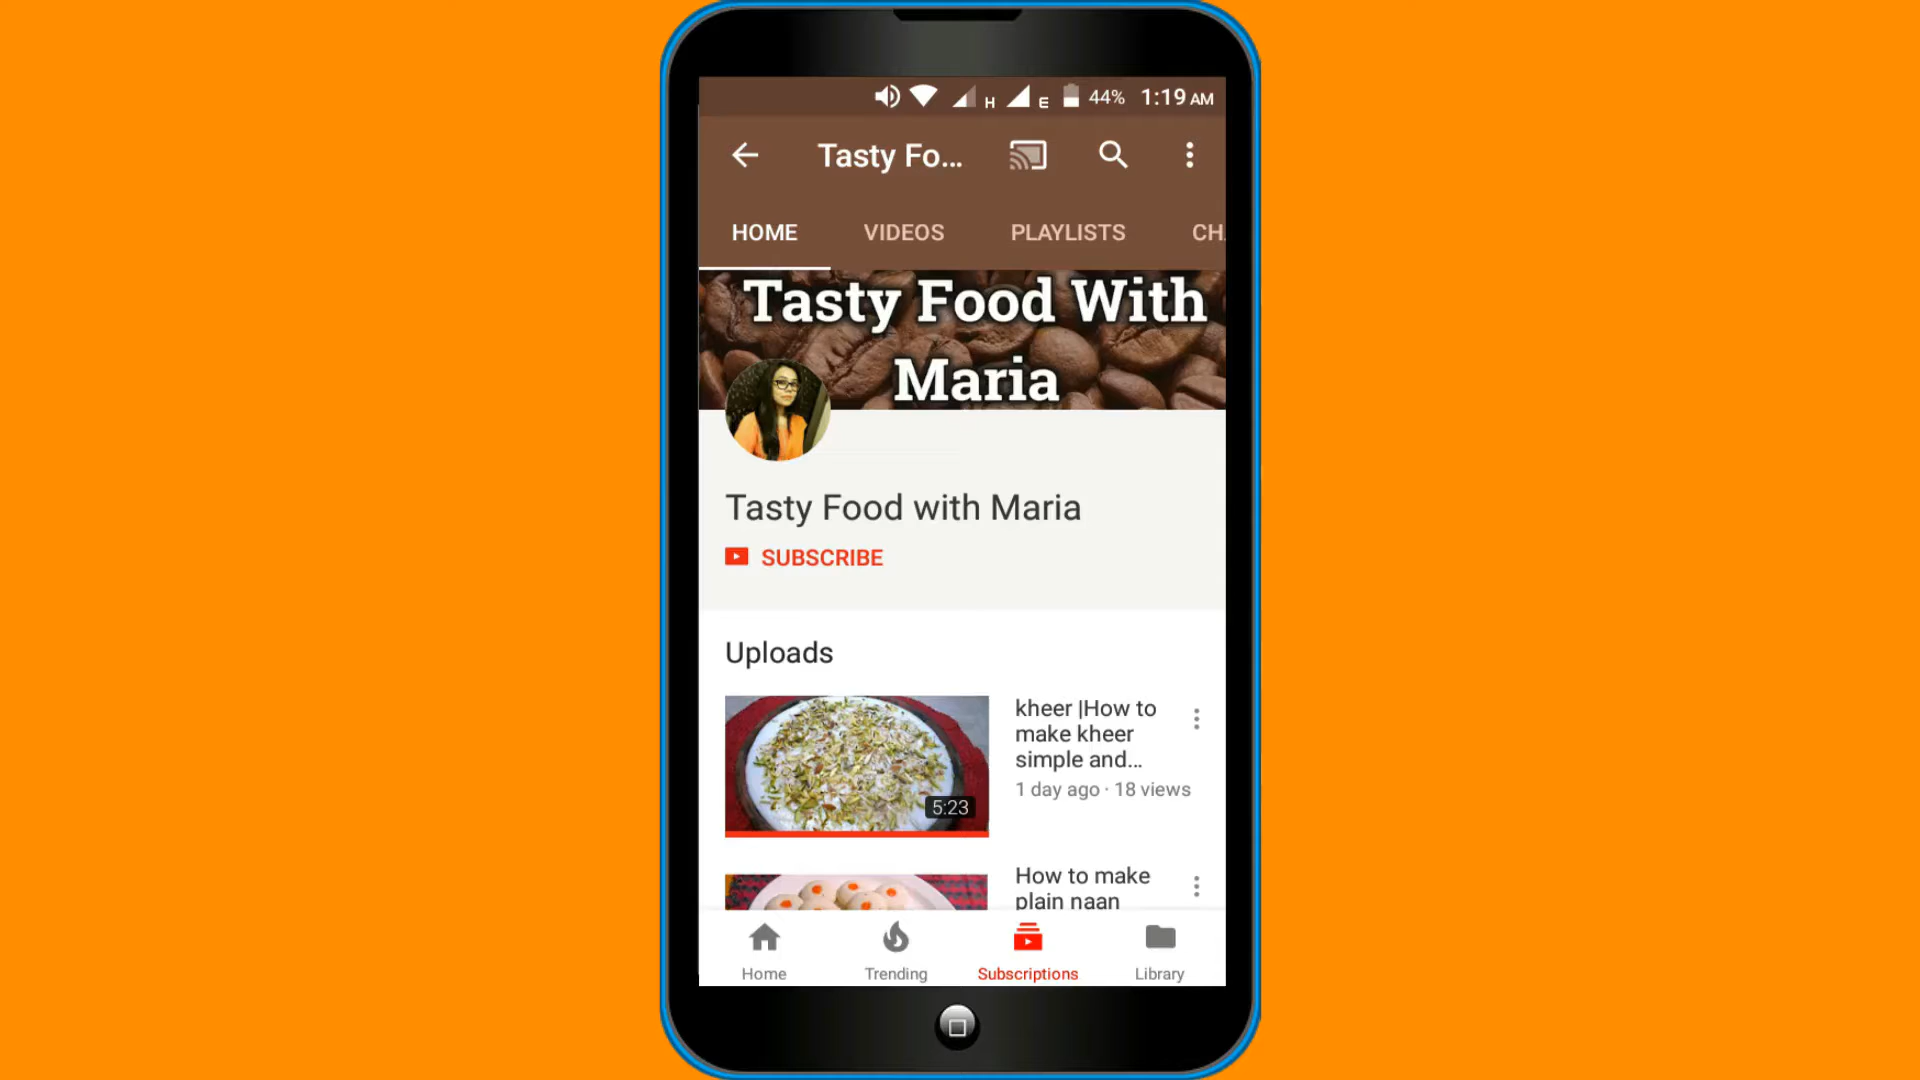 H E 44% 1:19 AM
Tasty Fo...
HOME VIDEOS PLAYLISTS CH
Tasty Food With
Maria
Tasty Food with Maria
SUBSCRIBE
Uploads
kheer |How to
make kheer
simple and...
1 day ago · 18 views
5:23
How to make
plain naan
Home Trending Subscriptions Library